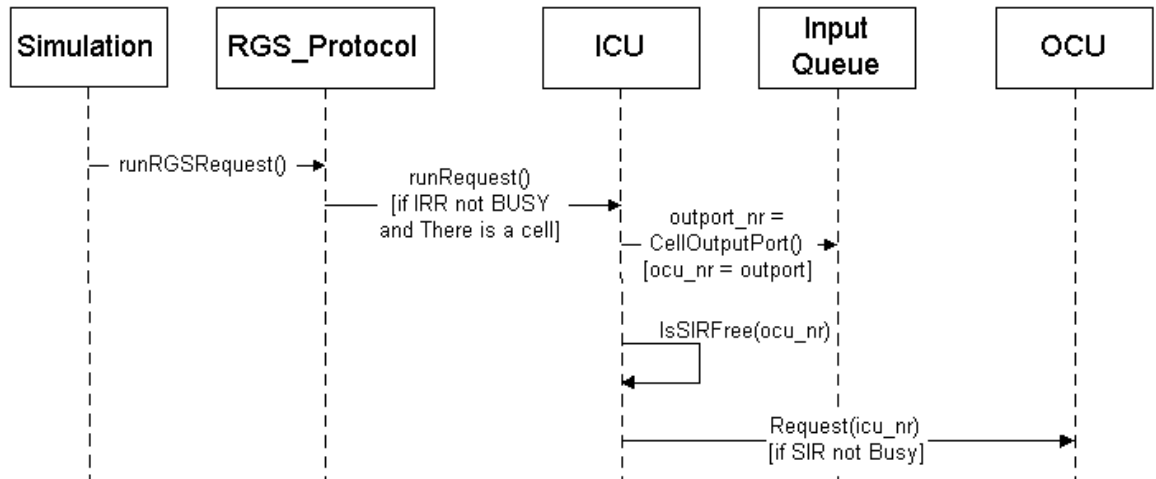 Simulation
RGS_Protocol
ICU
Input
Queue
OCU
runRGSRequest()
runRequest()
[if IRR not BUSY
and There is a cell]
outport_nr =
CellOutputPort()
[ocu_nr = outport]
IsSIRFree(ocu_nr)
Request(icu_nr)
[if SIR not Busy]